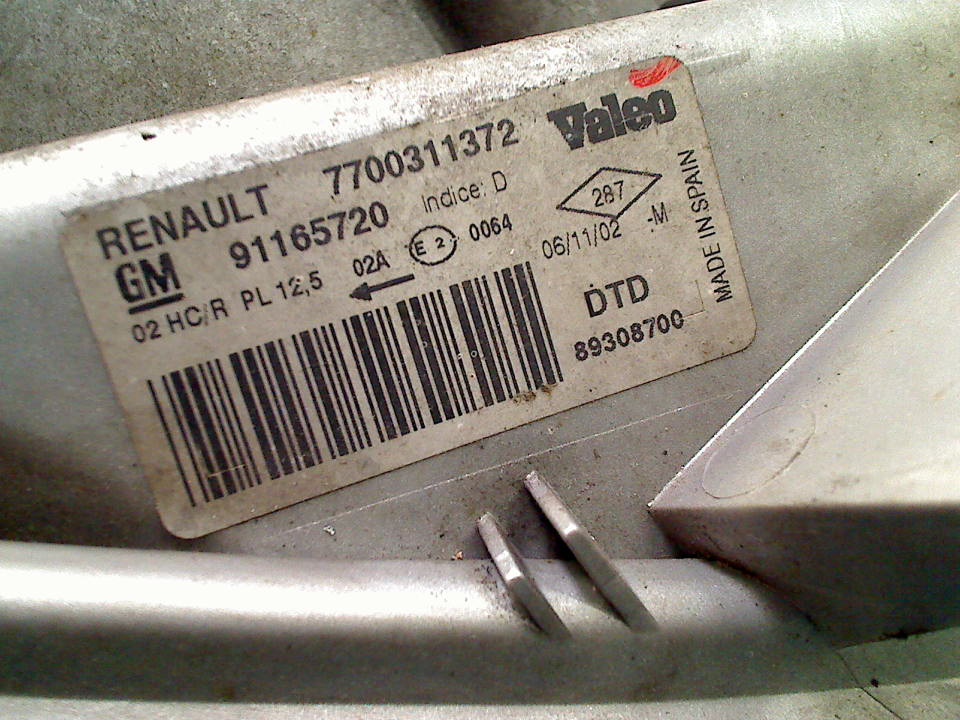 RENAULT 7700311372 Valeo
GM 91165720 Indice: D 287
02 HC/R PL 12,5 02A E 2 0064 06/11/02 -M
DTD
89308700
MADE IN SPAIN